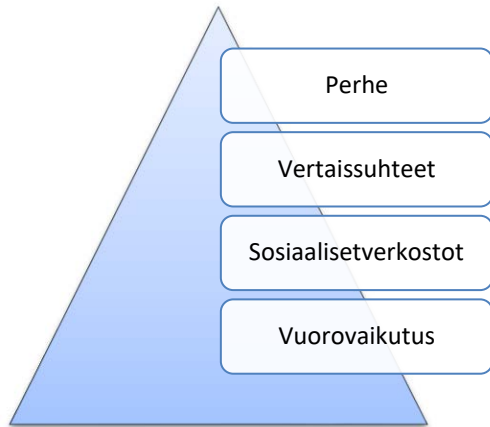 Perhe
Vertaissuhteet
Sosiaalisetverkostot
Vuorovaikutus